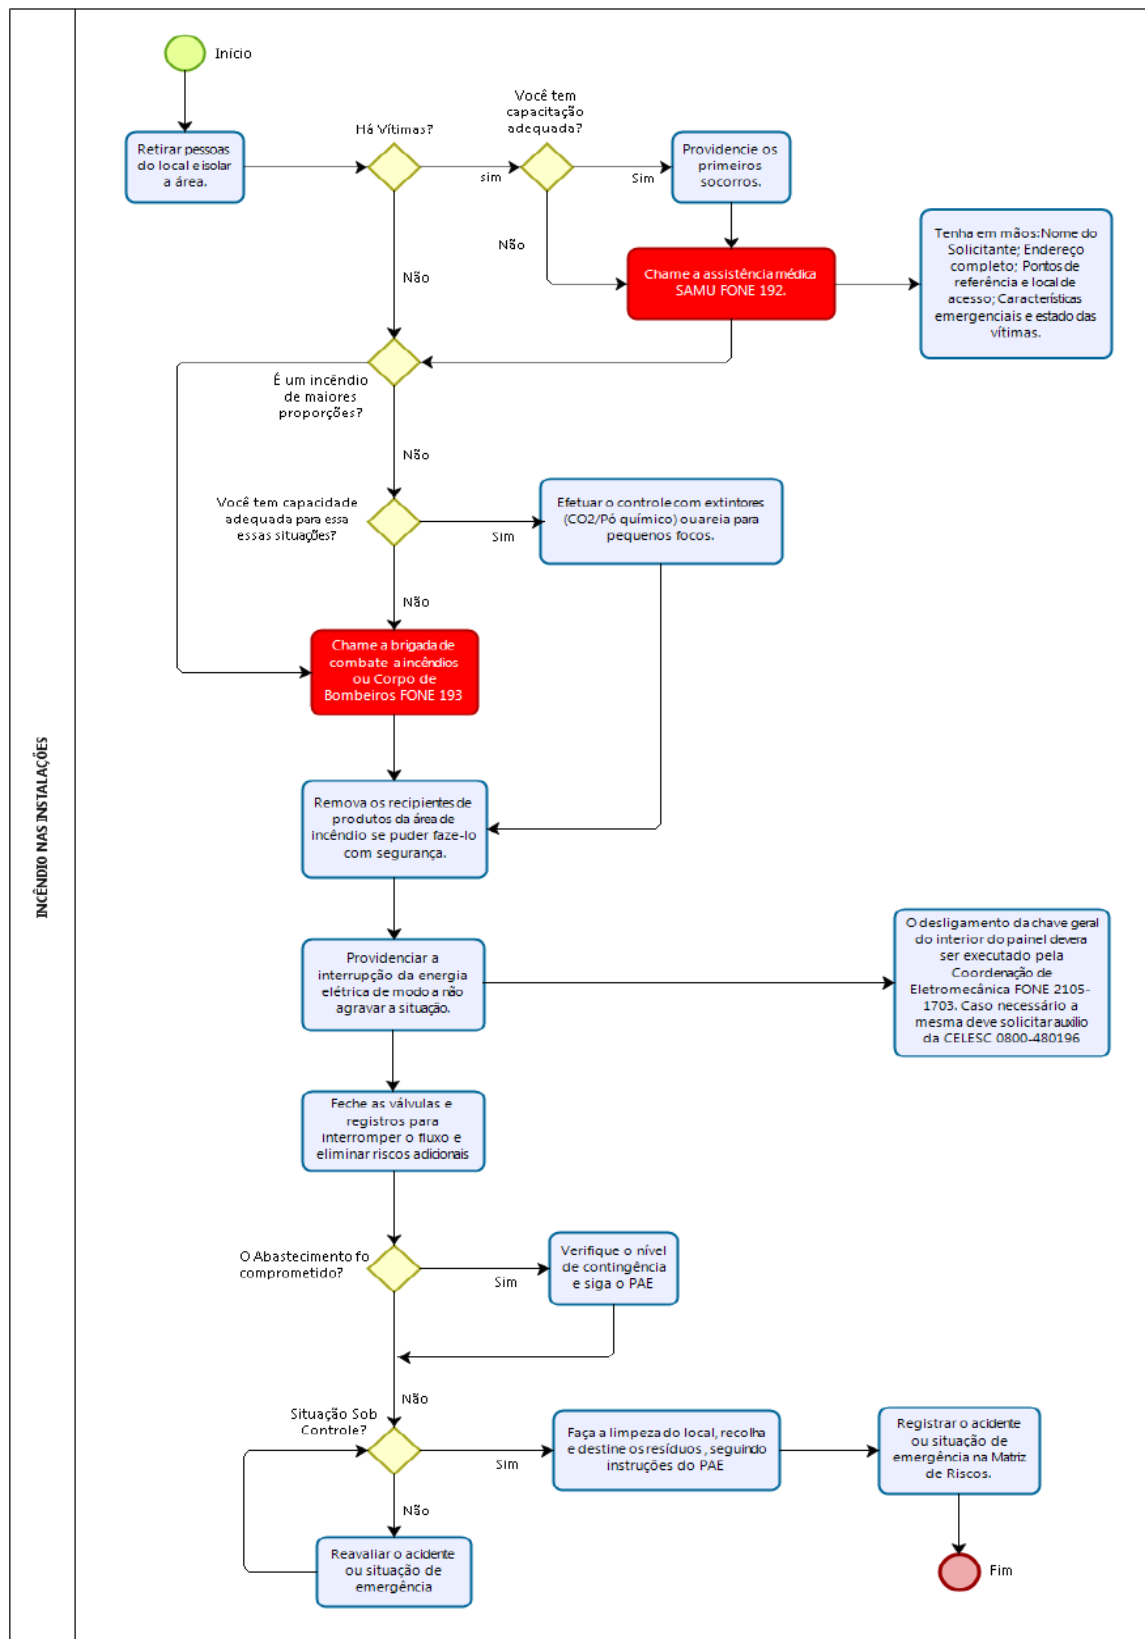 INCÊNDIO NAS INSTALAÇÕES
Início
Retirar pessoas
do local e isolar
a área.
Há Vítimas?
sim
Você tem
capacitação
adequada?
Sim
Providencie os
primeiros
socorros.
Não
Não
Chame a assistência médica
SAMU FONE 192.
Tenha em mãos:Nome do
Solicitante; Endereço
completo; Pontos de
referência e local de
acesso; Características
emergenciais e estado das
vítimas.
É um incêndio
de maiores
proporções?
Não
Você tem capacidade
adequada para essa
essas situações?
Sim
Efetuar o controle com extintores
(CO2/Pó químico) ou areia para
pequenos focos.
Não
Chame a brigada de
combate a incêndios
ou Corpo de
Bombeiros FONE 193
Remova os recipientes de
produtos da área de
incêndio se puder faze-lo
com segurança.
Providenciar a
interrupção da energia
elétrica de modo a não
agravar a situação.
O desligamento da chave geral
do interior do painel devera
ser executado pela
Coordenação de
Eletromecânica FONE 2105-
1703. Caso necessário a
mesma deve solicitar auxilio
da CELESC 0800-480196
Feche as válvulas e
registros para
interromper o fluxo e
eliminar riscos adicionais
O Abastecimento fo
comprometido?
Sim
Verifique o nível
de contingência
e siga o PAE
Não
Situação Sob
Controle?
Sim
Faça a limpeza do local, recolha
e destine os resíduos, seguindo
instruções do PAE
Registrar o acidente
ou situação de
emergência na Matriz
de Riscos.
Não
Reavaliar o acidente
ou situação de
emergência
Fim